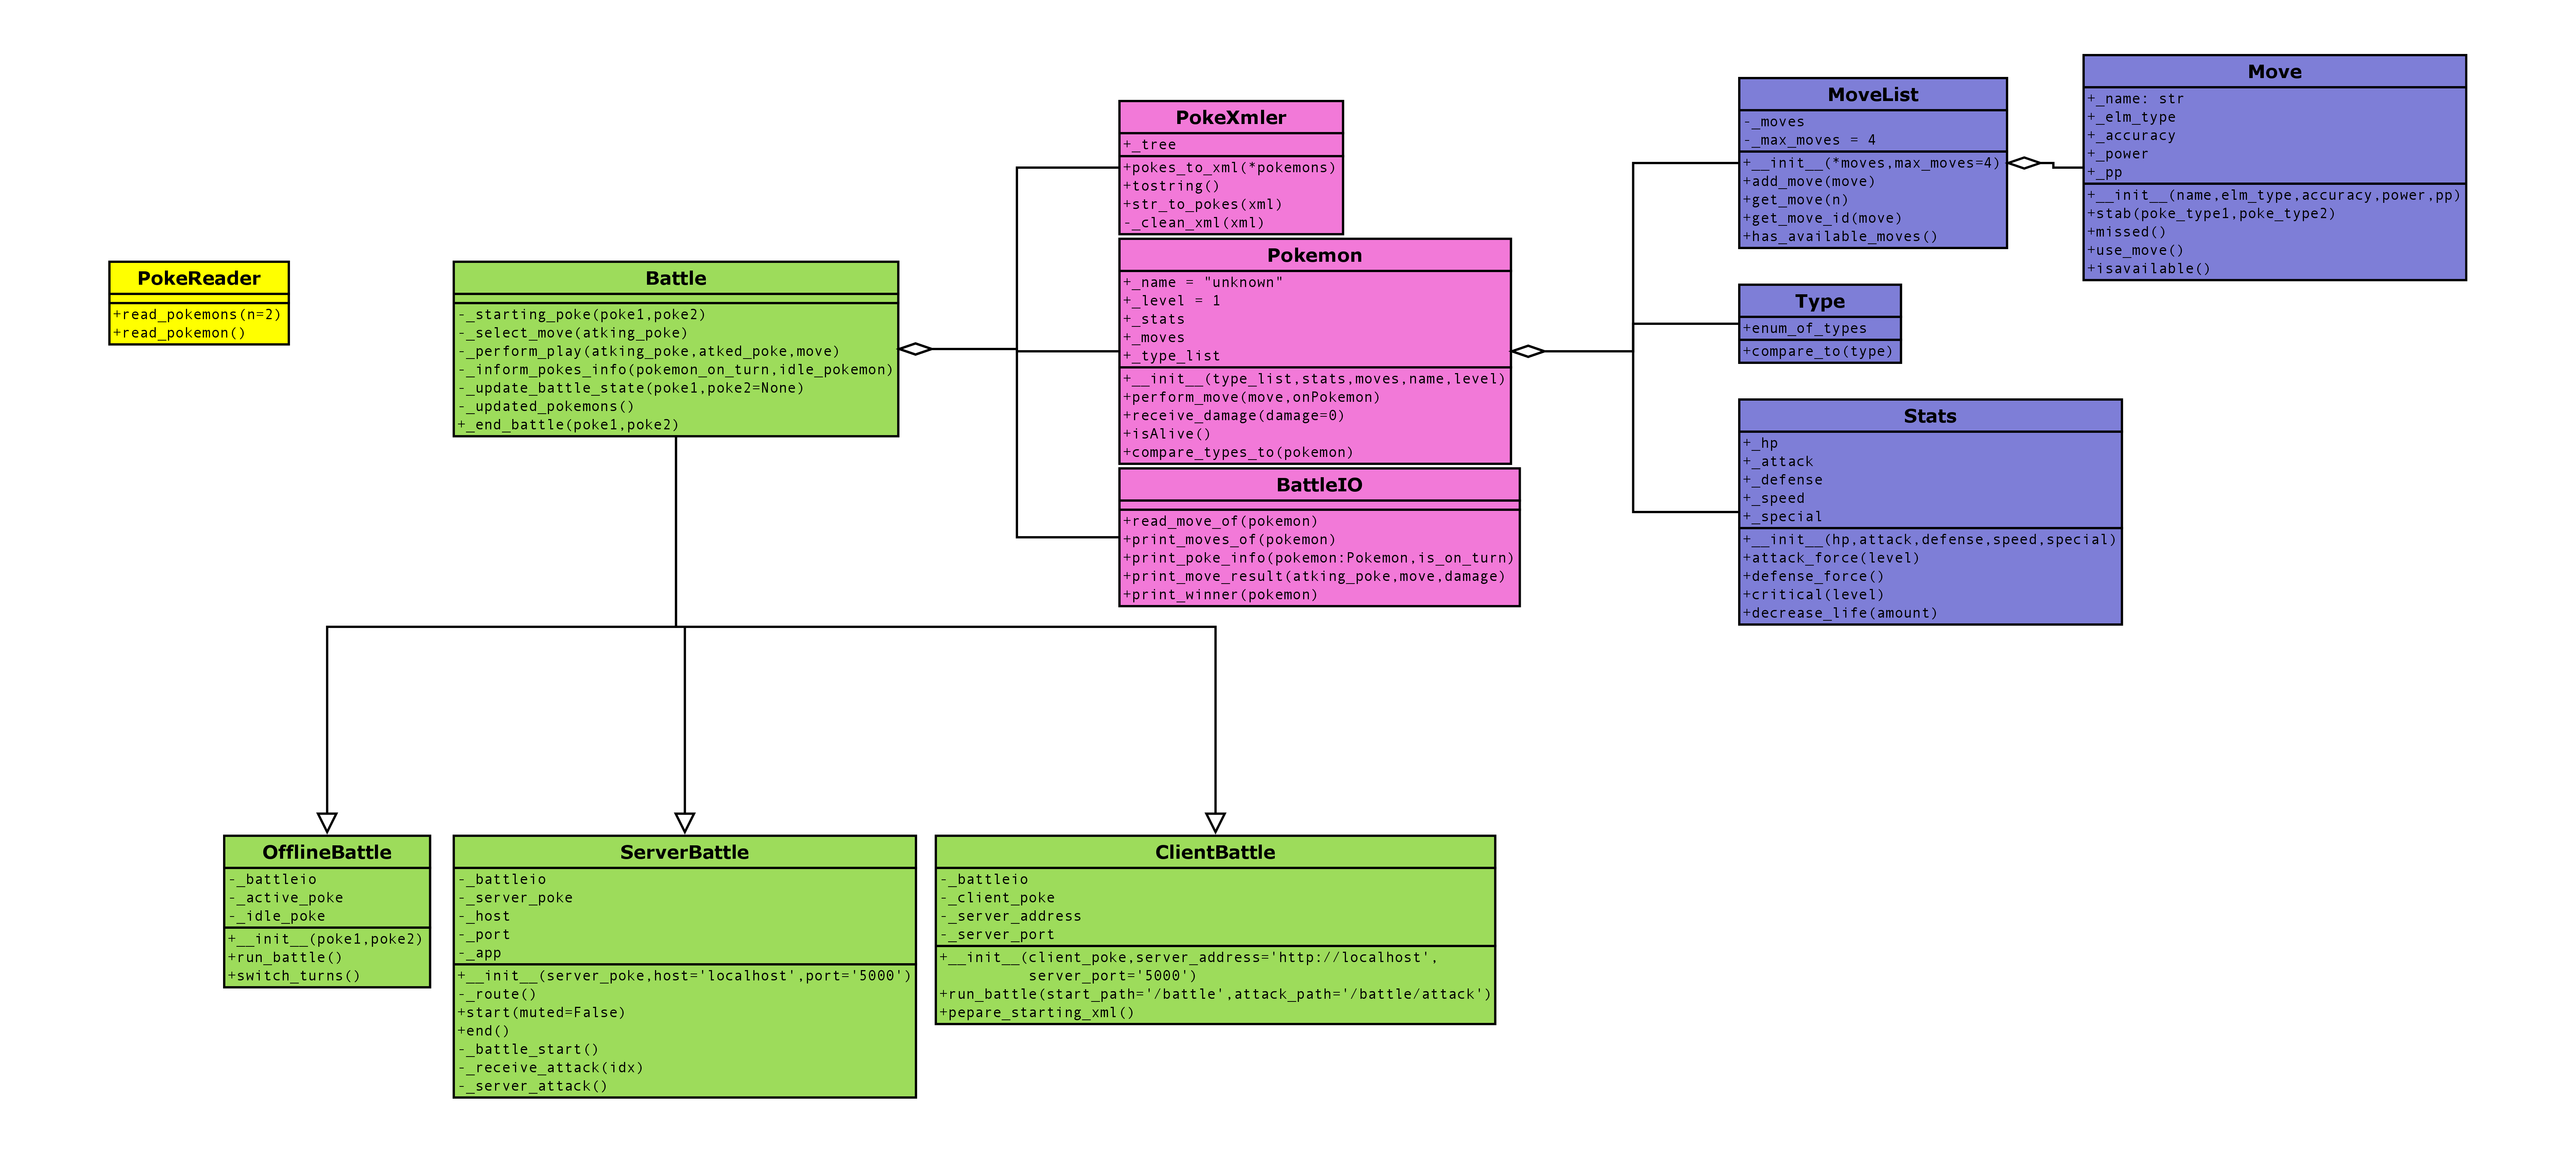 PokeReader
+read_pokemons(n=2)
+read_pokemon()
Battle
-_starting_poke(poke1,poke2)
-_select_move(atking_poke)
-_perform_play(atking_poke,atked_poke,move)
-_inform_pokes_info(pokemon_on_turn,idle_pokemon)
-_update_battle_state(poke1,poke2=None)
-_updated_pokemons()
+_end_battle(poke1,poke2)
PokeXmler
+_tree
+pokes_to_xml(*pokemons)
+tostring()
+str_to_pokes(xml)
-_clean_xml(xml)
Pokemon
+_name = "unknown"
+_level = 1
+_stats
+_moves
+_type_list
+__init__(type_list,stats,moves,name,level)
+perform_move(move,onPokemon)
+receive_damage(damage=0)
+isAlive()
+compare_types_to(pokemon)
BattleIO
+read_move_of(pokemon)
+print_moves_of(pokemon)
+print_poke_info(pokemon:Pokemon,is_on_turn)
+print_move_result(atking_poke,move,damage)
+print_winner(pokemon)
MoveList
-_moves
-_max_moves = 4
+__init__(*moves,max_moves=4)
+add_move(move)
+get_move(n)
+get_move_id(move)
+has_available_moves()
Move
+_name: str
+_elm_type
+_accuracy
+_power
+_pp
+__init__(name,elm_type,accuracy,power,pp)
+stab(poke_type1,poke_type2)
+missed()
+use_move()
+isavailable()
Type
+enum_of_types
+compare_to(type)
Stats
+_hp
+_attack
+_defense
+_speed
+_special
+__init__(hp,attack,defense,speed,special)
+attack_force(level)
+defense_force()
+critical(level)
+decrease_life(amount)
OfflineBattle
-_battleio
-_active_poke
-_idle_poke
+__init__(poke1,poke2)
+run_battle()
+switch_turns()
ServerBattle
-_battleio
-_server_poke
-_host
-_port
-_app
+__init__(server_poke,host='localhost',port='5000')
-_route()
+start(muted=False)
+end()
-_battle_start()
-_receive_attack(idx)
-_server_attack()
ClientBattle
-_battleio
-_client_poke
-_server_address
-_server_port
+__init__(client_poke,server_address='http://localhost',
server_port='5000')
+run_battle(start_path='/battle',attack_path='/battle/attack')
+pepare_starting_xml()